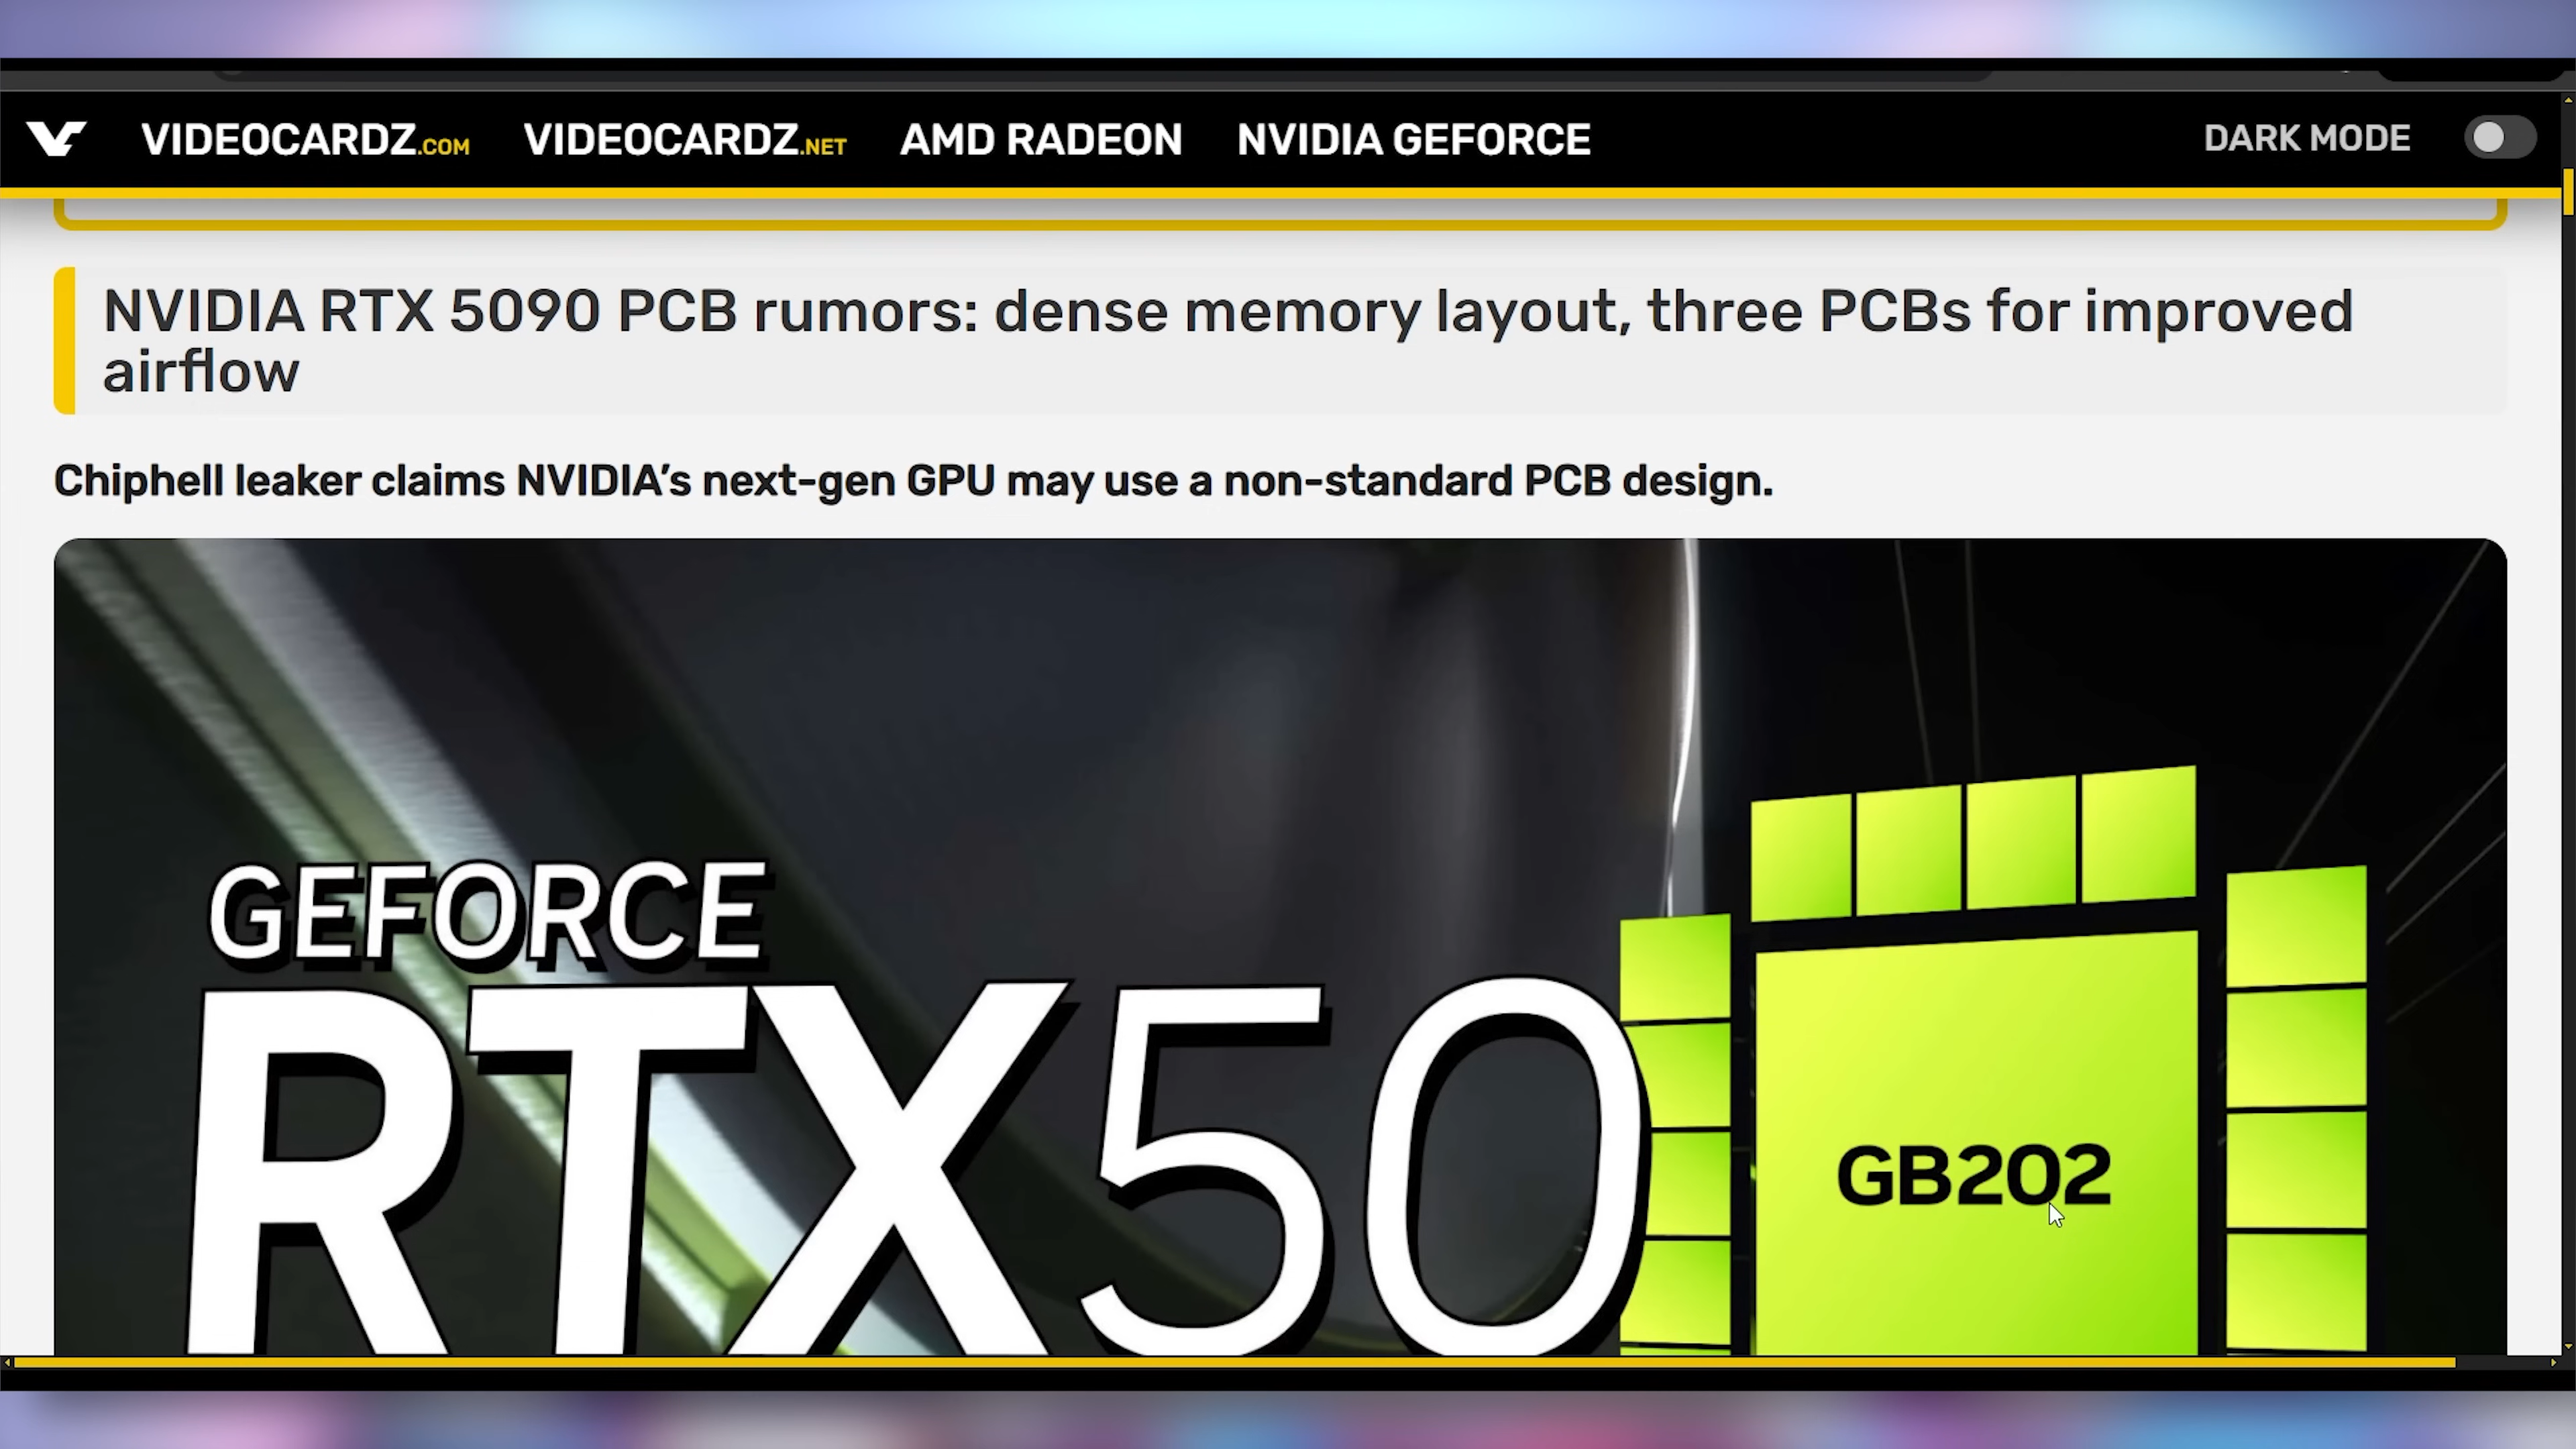 VIDEOCARDZ.COM VIDEOCARDZ.NET AMD RADEON NVIDIA GEFORCE DARK MODE
NVIDIA RTX 5090 PCB rumors: dense memory layout, three PCBs for improved
airflow
Chiphell leaker claims NVIDIA’s next-gen GPU may use a non-standard PCB design.
GEFORCE
RTX50
GB202